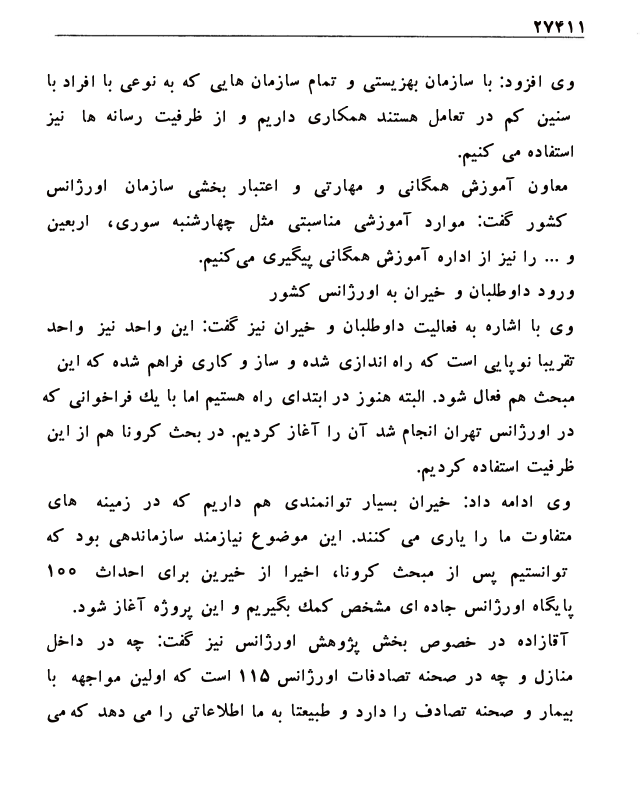 ۲۷۴۱۱
وی افزود: با سازمان بهزیستی و تمام سازمان هایی که به نوعی با افراد با
سنین کم در تعامل هستند همکاری داریم و از ظرفیت رسانه ها نیز
استفاده می کنیم.
معاون آموزش همگانی و مهارتی و اعتبار بخشی سازمان اورژانس
کشور گفت: موارد آموزشی مناسبتی مثل چهارشنبه سوری، اربعین
و ... را نیز از اداره آموزش همگانی پیگیری می‌کنیم.
ورود داوطلبان و خیران به اورژانس کشور
وی با اشاره به فعالیت داوطلبان و خیران نیز گفت: این واحد نیز واحد
تقریبا نوپایی است که راه اندازی شده و ساز و کاری فراهم شده که این
مبحث هم فعال شود. البته هنوز در ابتدای راه هستیم اما با یك فراخوانی که
در اورژانس تهران انجام شد آن را آغاز کردیم. در بحث کرونا هم از این
ظرفیت استفاده کردیم.
وی ادامه داد: خیران بسیار توانمندی هم داریم که در زمینه های
متفاوت ما را یاری می کنند. این موضوع نیازمند سازماندهی بود که
توانستیم پس از مبحث کرونا، اخیرا از خیرین برای احداث ۱۰۰
پایگاه اورژانس جاده ای مشخص کمك بگیریم و این پروژه آغاز شود.
آقازاده در خصوص بخش پژوهش اورژانس نیز گفت: چه در داخل
منازل و چه در صحنه تصادفات اورژانس ۱۱۵ است که اولین مواجهه با
بیمار و صحنه تصادف را دارد و طبیعتا به ما اطلاعاتی را می دهد که می